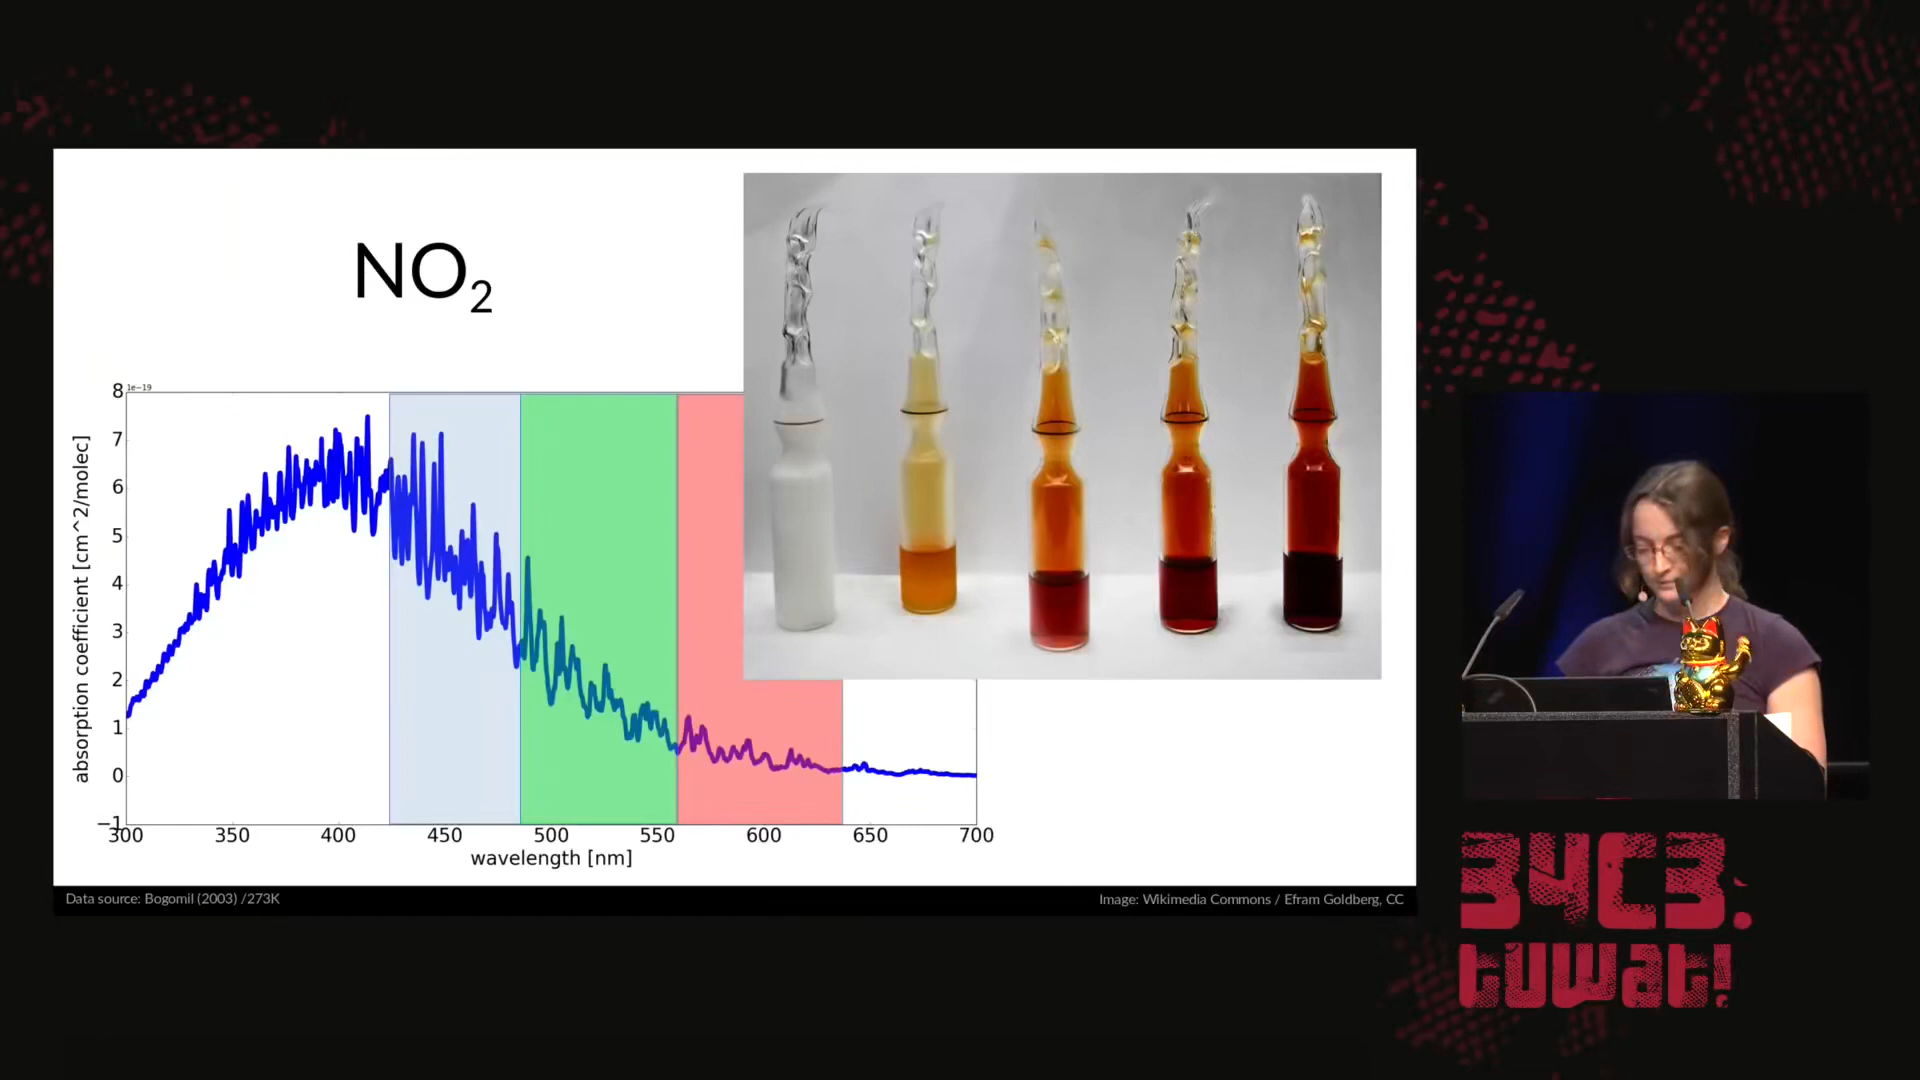 NO2
8 1e−19
7
6
5
4
3
2
1
0
−1
absorption coefficient [cm^2/molec]
300 350 400 450 500 550 600 650 700
wavelength [nm]
Data source: Bogomil (2003) /273K
Image: Wikimedia Commons / Efram Goldberg, CC
34C3.
tuwat!